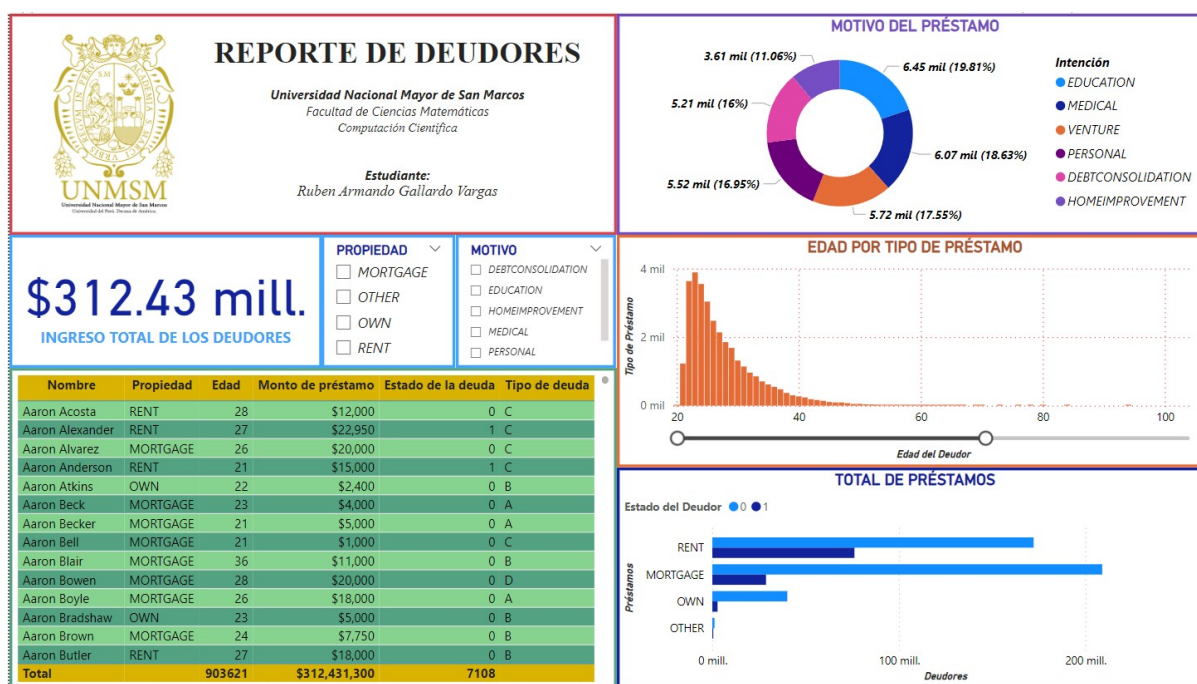 REPORTE DE DEUDORES
Universidad Nacional Mayor de San Marcos
Facultad de Ciencias Matemáticas
Computación Científica
Estudiante:
Ruben Armando Gallardo Vargas
UNMSM
Universidad Nacional Mayor de San Marcos
Universidad del Perú, Decana de América
MOTIVO DEL PRÉSTAMO
3.61 mil (11.06%)
6.45 mil (19.81%)
5.21 mil (16%)
6.07 mil (18.63%)
5.52 mil (16.95%)
5.72 mil (17.55%)
Intención
EDUCATION
MEDICAL
VENTURE
PERSONAL
DEBTCONSOLIDATION
HOMEIMPROVEMENT
$312.43 mill.
INGRESO TOTAL DE LOS DEUDORES
PROPIEDAD
MORTGAGE
OTHER
OWN
RENT
MOTIVO
DEBTCONSOLIDATION
EDUCATION
HOMEIMPROVEMENT
MEDICAL
PERSONAL
EDAD POR TIPO DE PRÉSTAMO
Tipo de Préstamo
4 mil
2 mil
0 mil
20 40 60 80 100
Edad del Deudor
Nombre Propiedad Edad Monto de préstamo Estado de la deuda Tipo de deuda
Aaron Acosta RENT 28 $12,000 0 C
Aaron Alexander RENT 27 $22,950 1 C
Aaron Alvarez MORTGAGE 26 $20,000 0 C
Aaron Anderson RENT 21 $15,000 1 C
Aaron Atkins OWN 22 $2,400 0 B
Aaron Beck MORTGAGE 23 $4,000 0 A
Aaron Becker MORTGAGE 21 $5,000 0 A
Aaron Bell MORTGAGE 21 $1,000 0 C
Aaron Blair MORTGAGE 36 $11,000 0 B
Aaron Bowen MORTGAGE 28 $20,000 0 D
Aaron Boyle MORTGAGE 26 $18,000 0 A
Aaron Bradshaw OWN 23 $5,000 0 B
Aaron Brown MORTGAGE 24 $7,750 0 B
Aaron Butler RENT 27 $18,000 0 B
Total 903621 $312,431,300 7108
TOTAL DE PRÉSTAMOS
Estado del Deudor 0 1
Préstamos
RENT
MORTGAGE
OWN
OTHER
0 mill. 100 mill. 200 mill.
Deudores